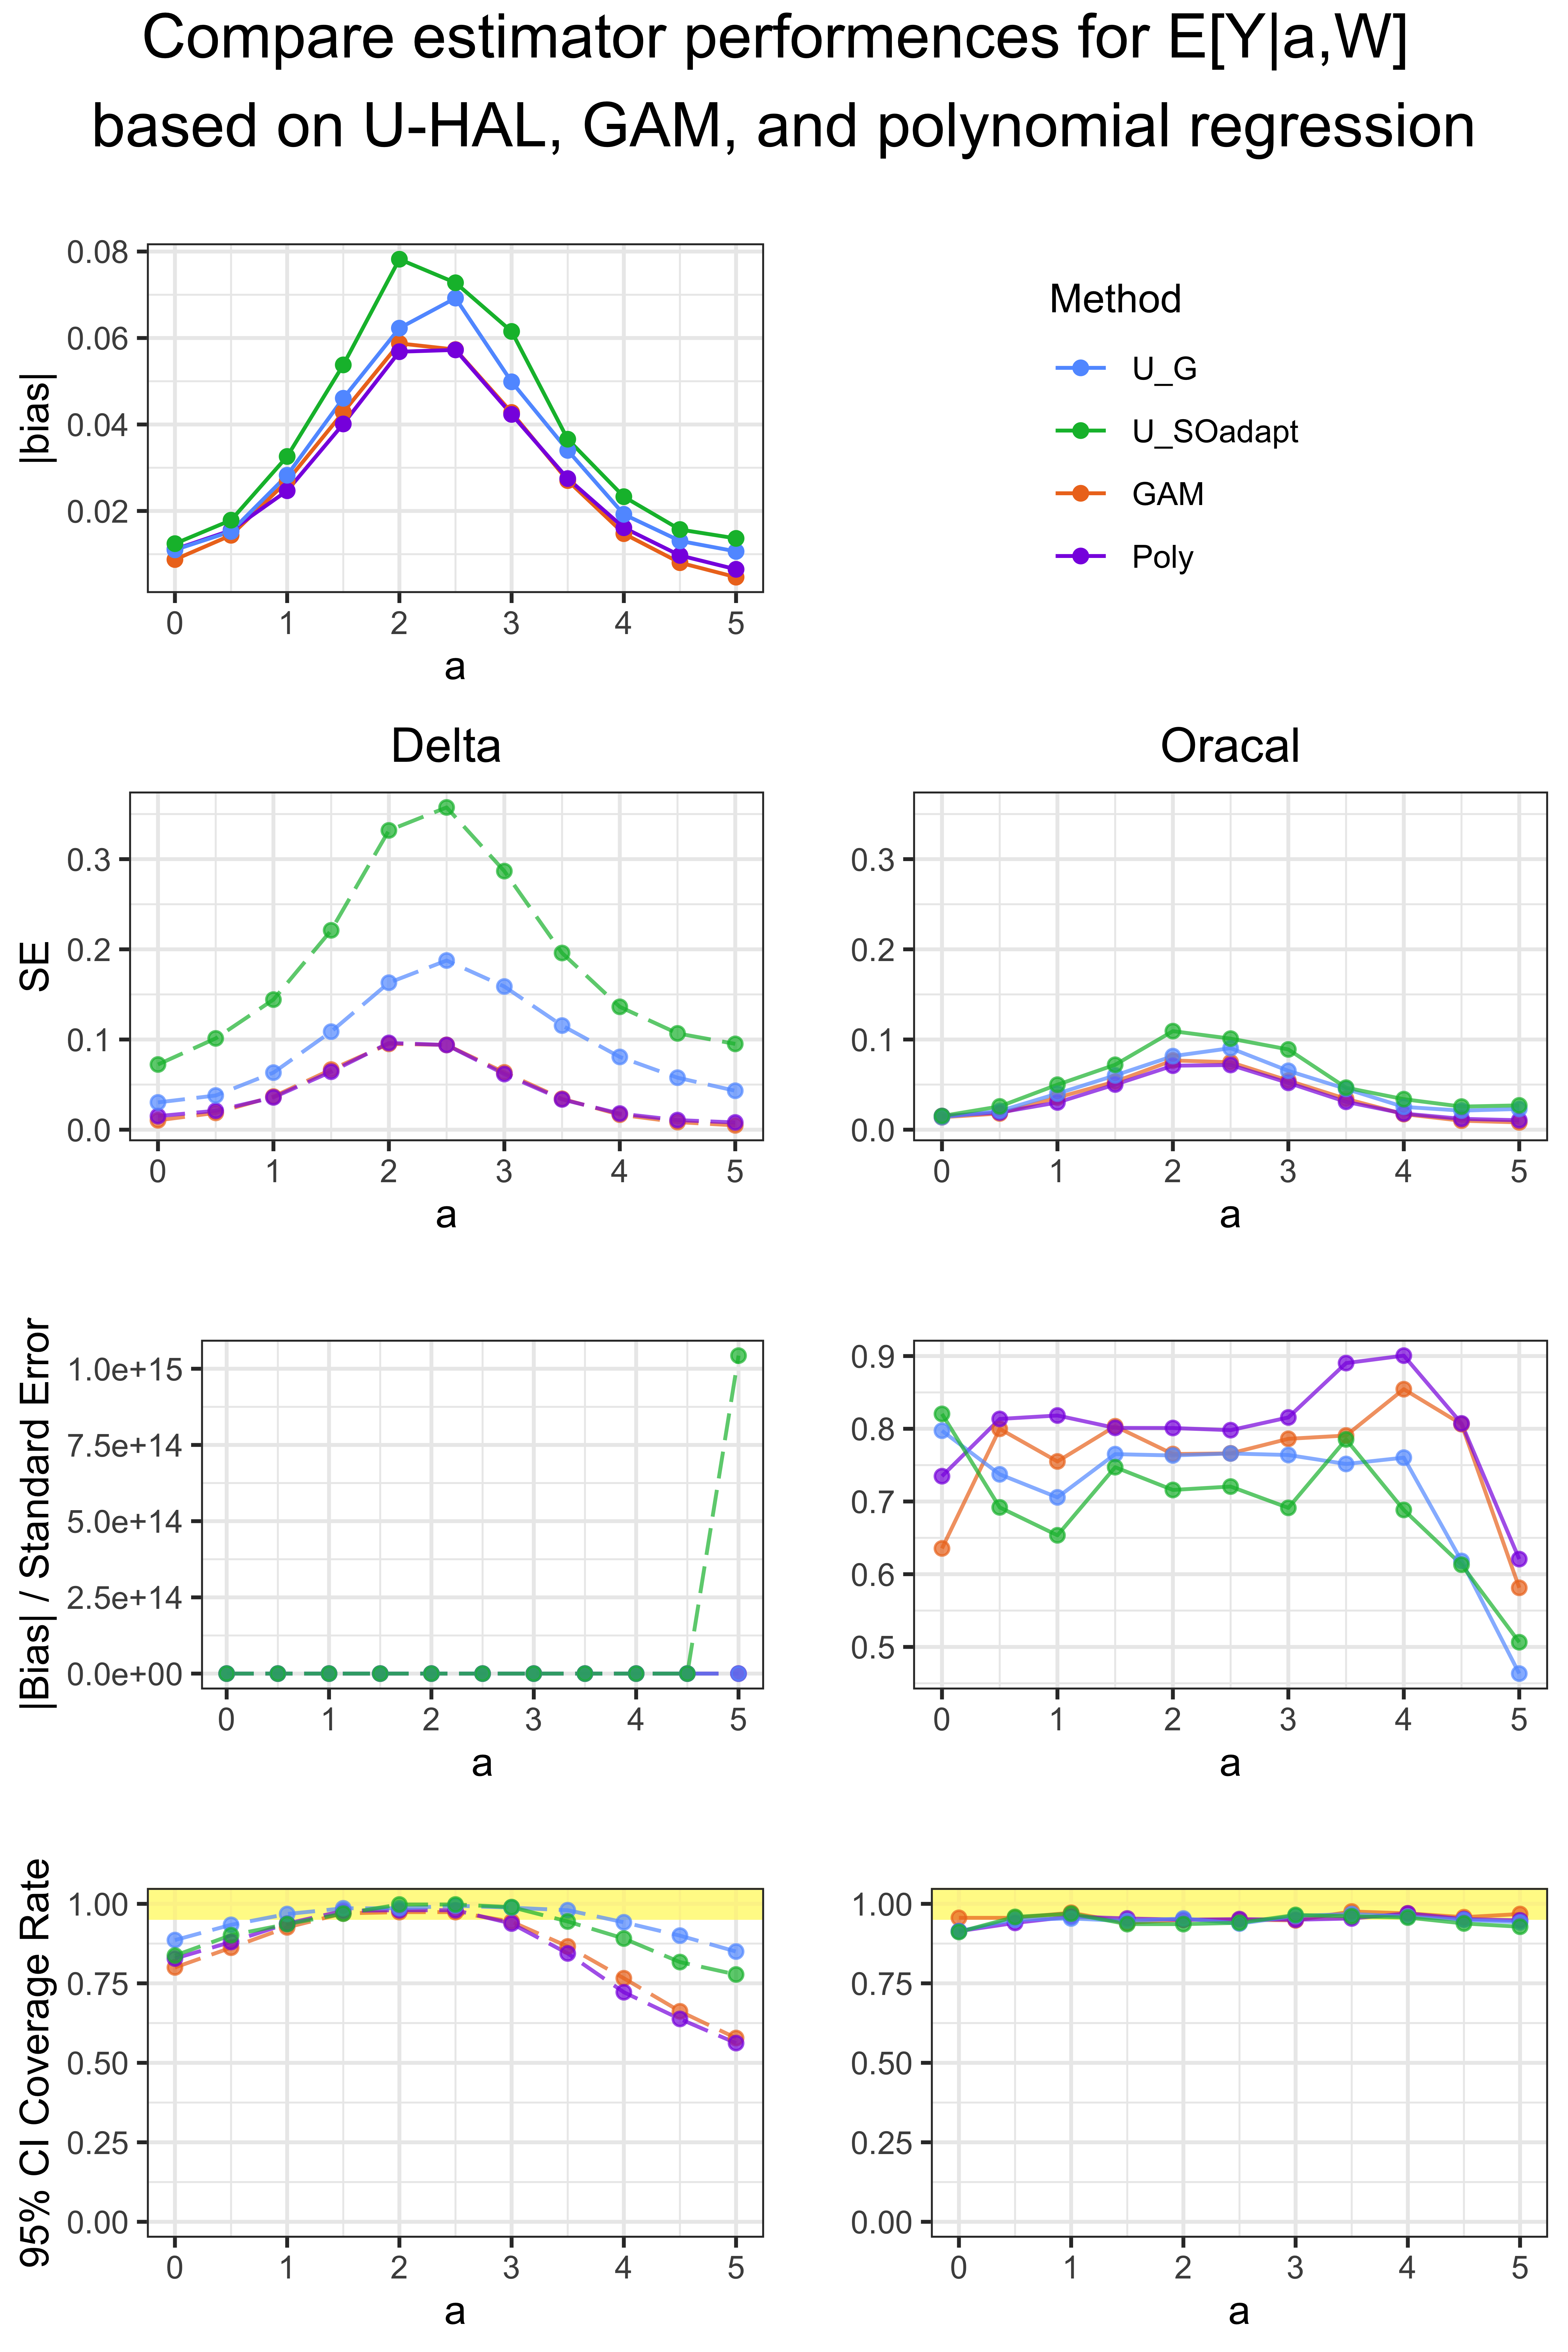 Compare estimator performences for E[Y|a,W]
based on U-HAL, GAM, and polynomial regression
|bias|
0.08
0.06
0.04
0.02
0 1 2 3 4 5
a
Method
U_G
U_SOadapt
GAM
Poly
Delta
SE
0.3
0.2
0.1
0.0
0 1 2 3 4 5
a
Oracal
0.3
0.2
0.1
0.0
0 1 2 3 4 5
a
|Bias| / Standard Error
1.0e+15
7.5e+14
5.0e+14
2.5e+14
0.0e+00
0 1 2 3 4 5
a
0.9
0.8
0.7
0.6
0.5
0 1 2 3 4 5
a
95% CI Coverage Rate
1.00
0.75
0.50
0.25
0.00
0 1 2 3 4 5
a
1.00
0.75
0.50
0.25
0.00
0 1 2 3 4 5
a